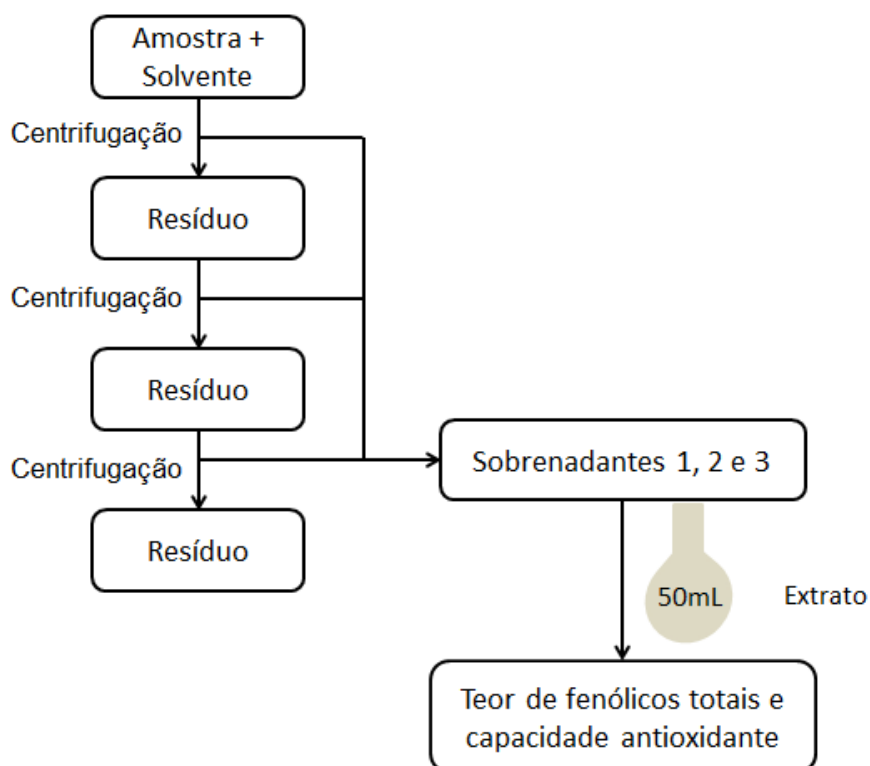 Amostra +
Solvente
Centrifugação
Resíduo
Centrifugação
Resíduo
Centrifugação
Sobrenadantes 1, 2 e 3
Resíduo
50mL
Extrato
Teor de fenólicos totais e
capacidade antioxidante